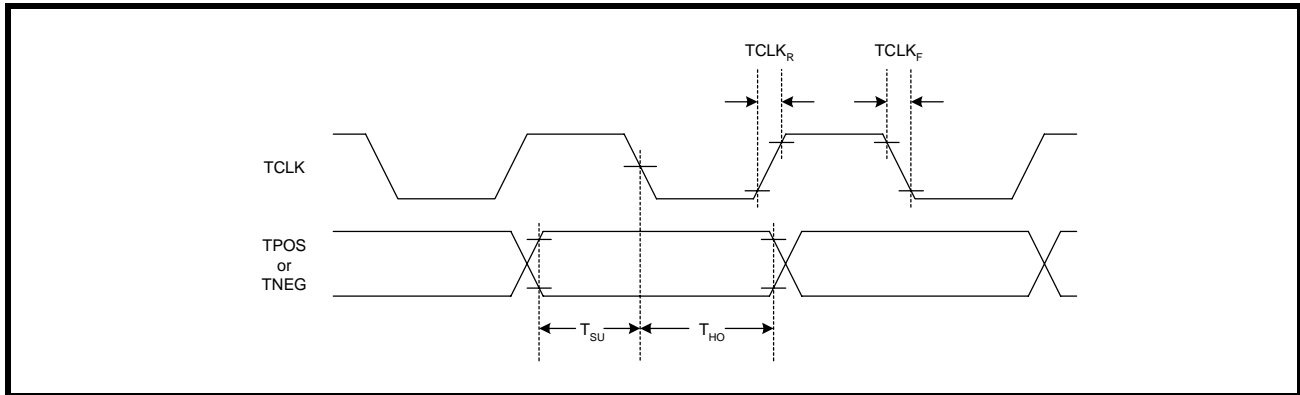 TCLK_R
TCLK_F
TCLK
TPOS
or
TNEG
T_SU
T_HO